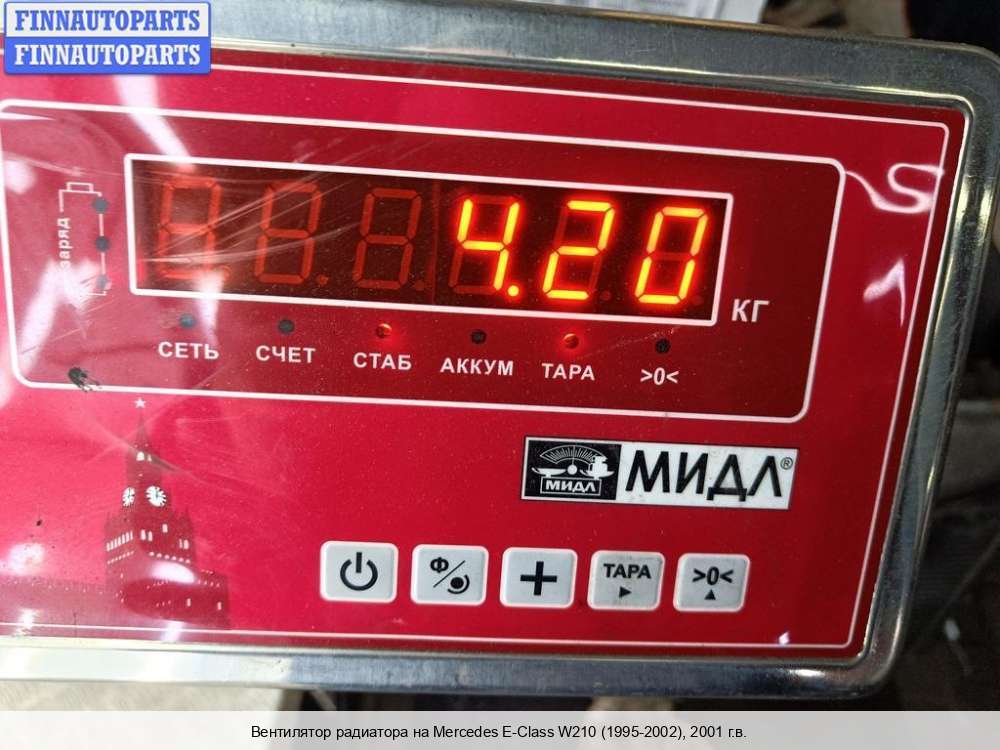 FINNAUTOPARTS
FINNAUTOPARTS
заряд
4.20
КГ
СЕТЬ СЧЕТ СТАБ АККУМ ТАРА >0<
МИДЛ
МИДЛ®
Ф
+
ТАРА
>0<
Вентилятор радиатора на Mercedes E-Class W210 (1995-2002), 2001 г.в.